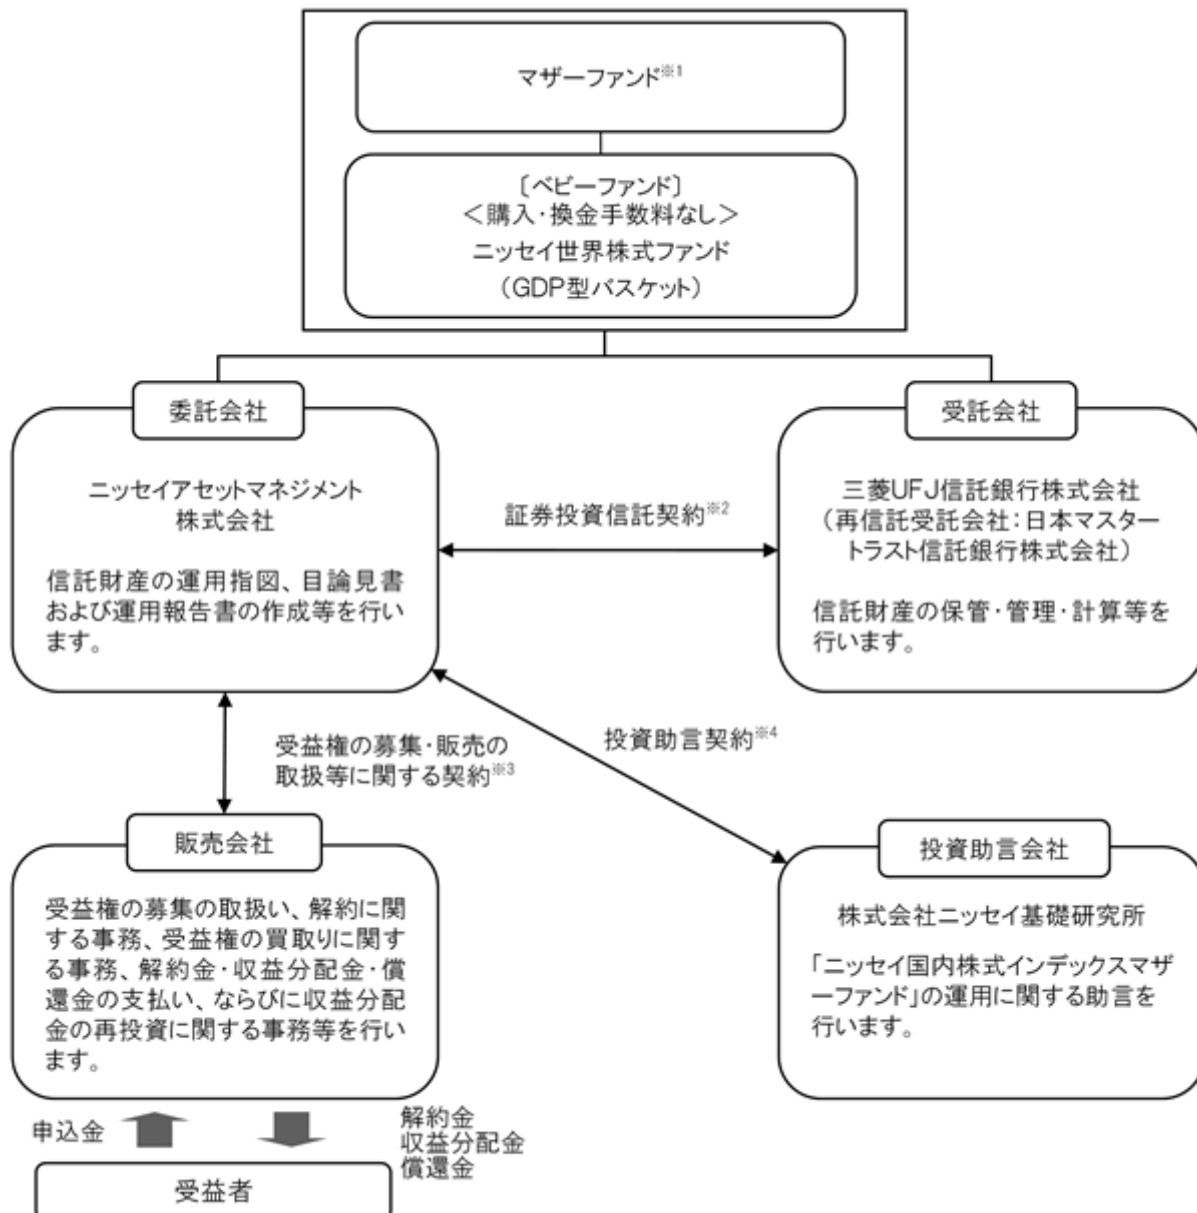 マザーファンド※1
〔ベビーファンド〕
＜購入・換金手数料なし＞
ニッセイ世界株式ファンド
（GDP型バスケット）
委託会社
ニッセイアセットマネジメント
株式会社
信託財産の運用指図、目論見書
および運用報告書の作成等を行い
ます。
証券投資信託契約※2
受託会社
三菱UFJ信託銀行株式会社
（再信託受託会社：日本マスター
トラスト信託銀行株式会社）
信託財産の保管・管理・計算等を
行います。
受益権の募集・販売の
取扱等に関する契約※3
投資助言契約※4
販売会社
受益権の募集の取扱い、解約に関
する事務、受益権の買取りに関す
る事務、解約金・収益分配金・償
還金の支払い、ならびに収益分配
金の再投資に関する事務等を行い
ます。
投資助言会社
株式会社ニッセイ基礎研究所
「ニッセイ国内株式インデックスマザ
ーファンド」の運用に関する助言を
行います。
申込金
解約金
収益分配金
償還金
受益者